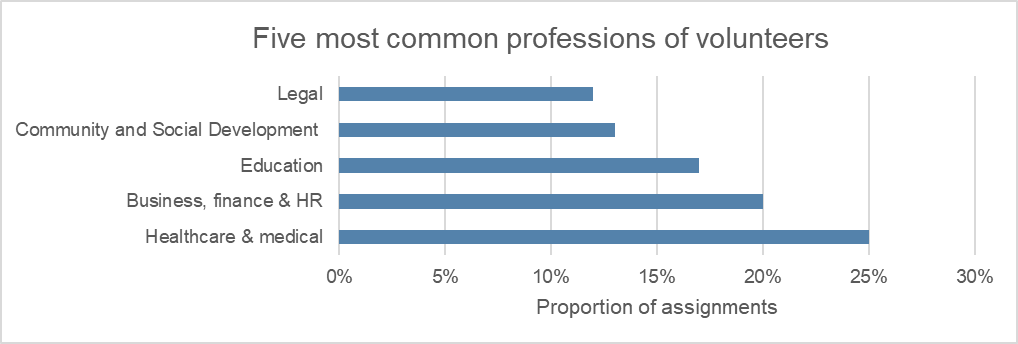 Five most common professions of volunteers
Legal
Community and Social Development
Education
Business, finance & HR
Healthcare & medical
0% 5% 10% 15% 20% 25% 30%
Proportion of assignments